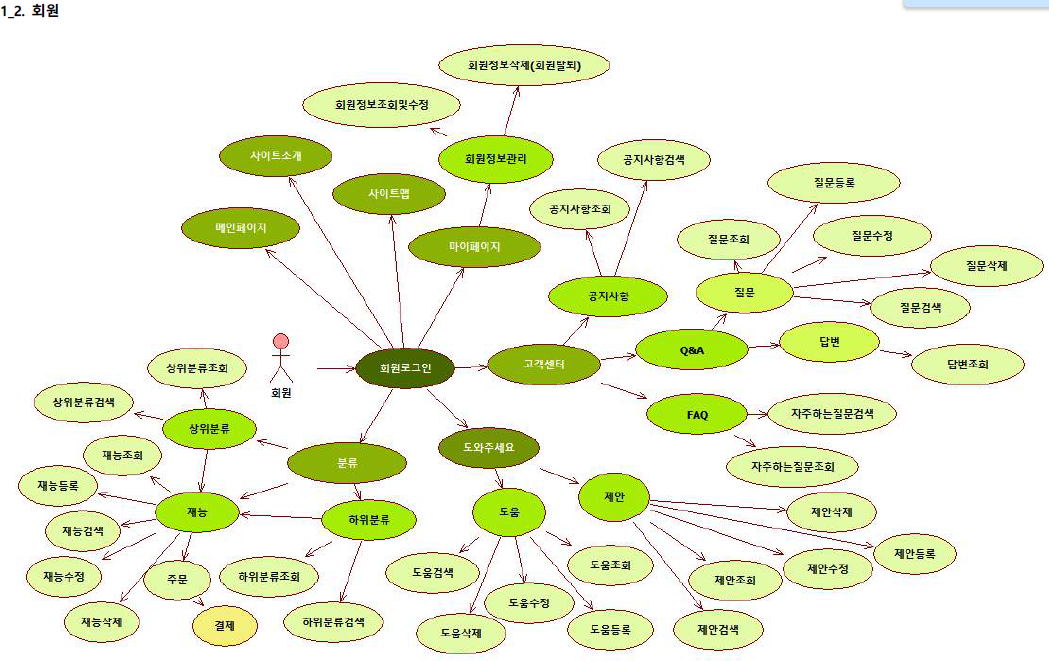 1_2. 회원
회원정보삭제(회원탈퇴)
회원정보조회및수정
회원정보관리
사이트소개
사이트맵
메인페이지
마이페이지
공지사항검색
공지사항조회
공지사항
질문등록
질문조회
질문수정
질문삭제
질문
질문검색
회원
회원로그인
고객센터
Q&A
답변
답변조회
FAQ
자주하는질문검색
자주하는질문조회
상위분류조회
상위분류검색
상위분류
재능조회
재능등록
재능검색
재능수정
재능삭제
재능
주문
결제
분류
하위분류
하위분류조회
하위분류검색
도와주세요
도움
도움검색
도움삭제
도움수정
도움등록
도움조회
제안
제안삭제
제안등록
제안수정
제안조회
제안검색